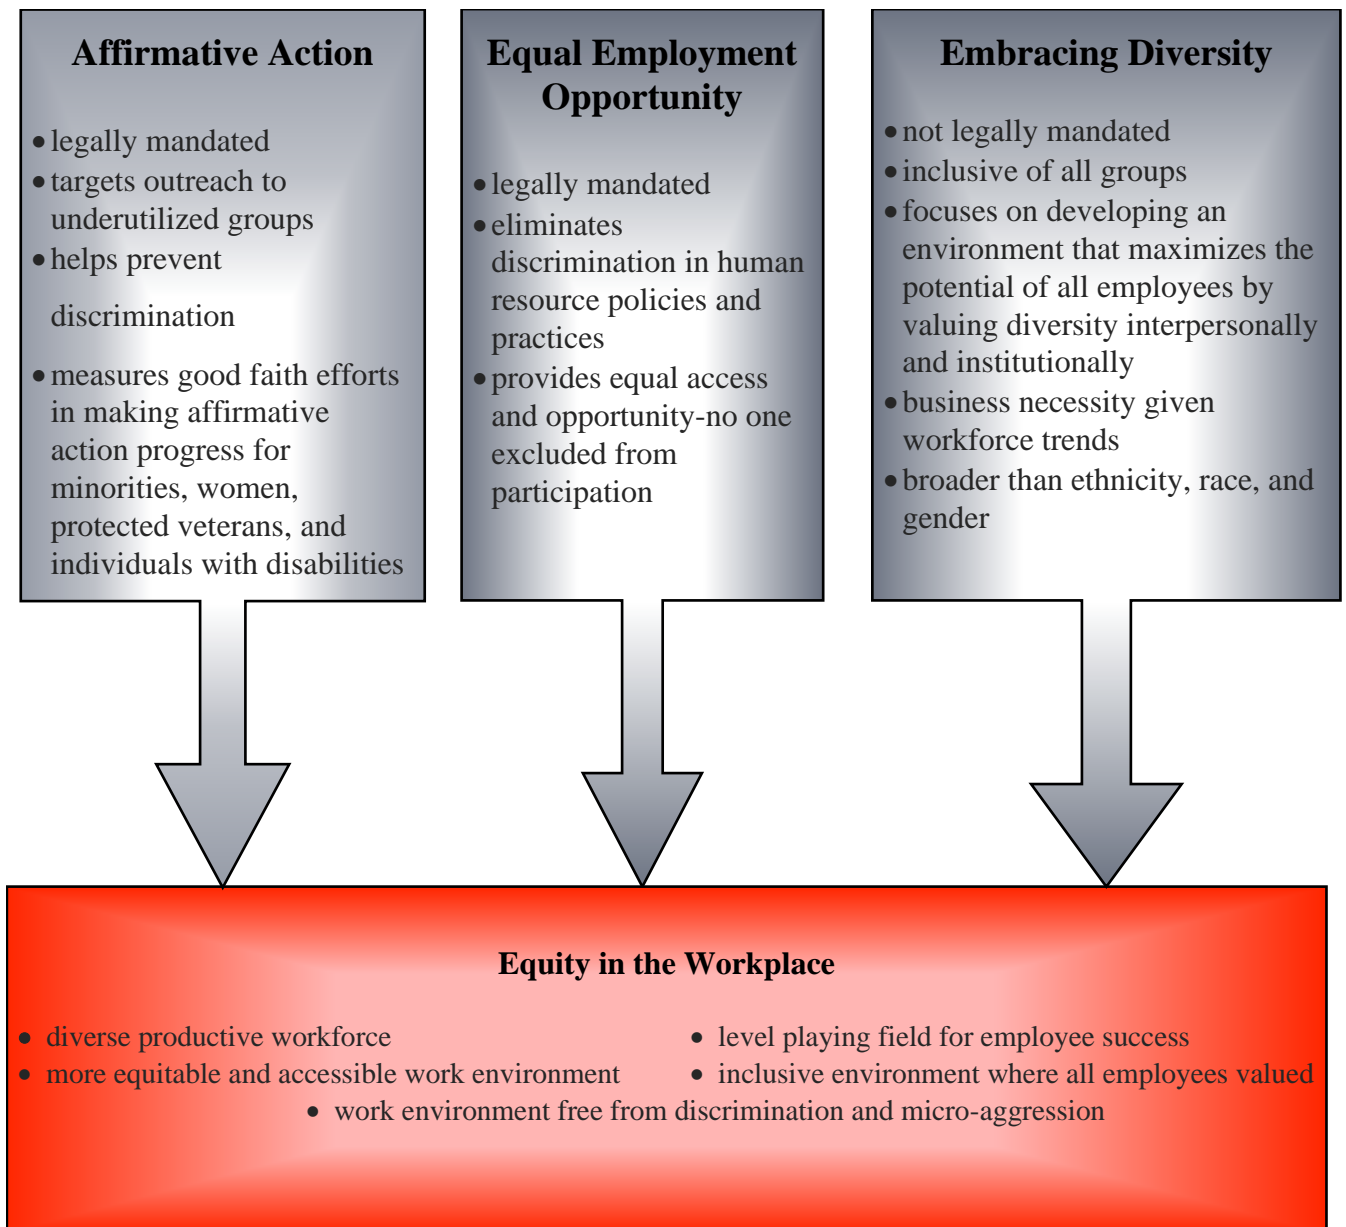 Affirmative Action
• legally mandated
• targets outreach to
underutilized groups
• helps prevent
discrimination
• measures good faith efforts
in making affirmative
action progress for
minorities, women,
protected veterans, and
individuals with disabilities
Equal Employment
Opportunity
• legally mandated
• eliminates
discrimination in human
resource policies and
practices
• provides equal access
and opportunity-no one
excluded from
participation
Embracing Diversity
• not legally mandated
• inclusive of all groups
• focuses on developing an
environment that maximizes the
potential of all employees by
valuing diversity interpersonally
and institutionally
• business necessity given
workforce trends
• broader than ethnicity, race, and
gender
Equity in the Workplace
• diverse productive workforce
• level playing field for employee success
• more equitable and accessible work environment
• inclusive environment where all employees valued
• work environment free from discrimination and micro-aggression